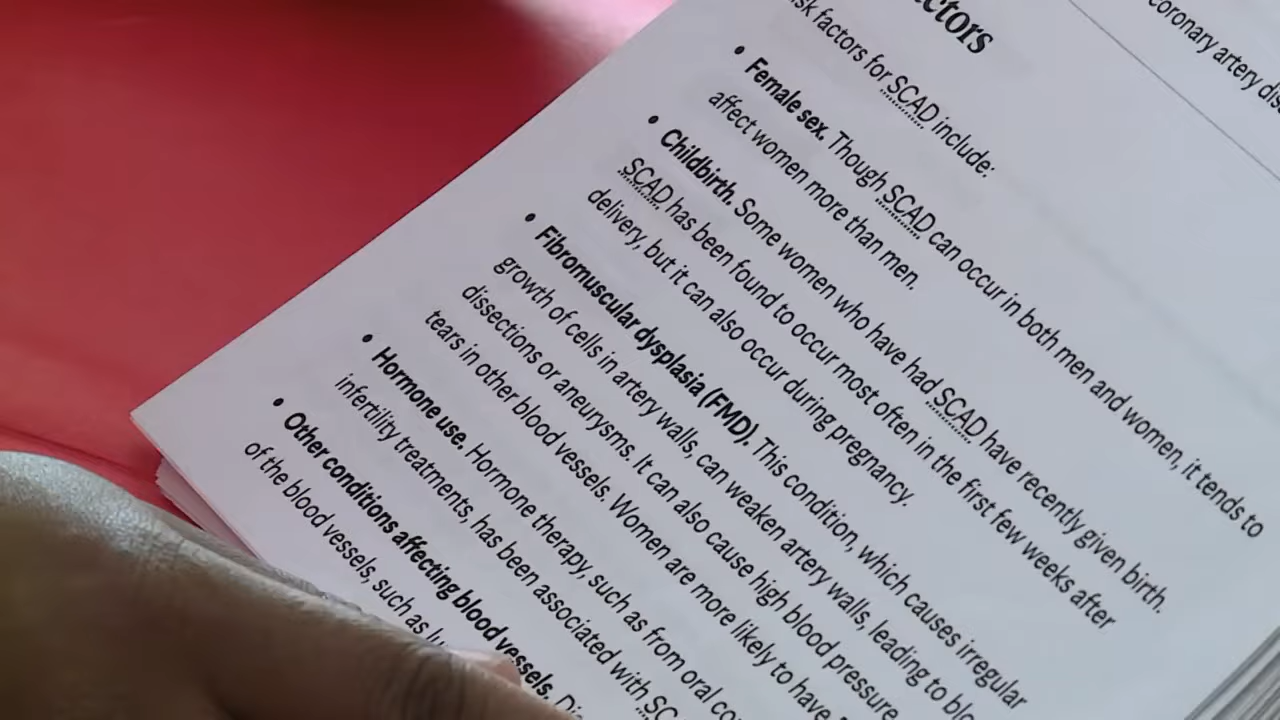 coronary artery
factors for SCAD include:
• Female sex. Though SCAD can occur in both men and women, it tends to
affect women more than men.
• Childbirth. Some women who have had SCAD have recently given birth.
SCAD has been found to occur most often in the first few weeks after
delivery, but it can also occur during pregnancy.
• Fibromuscular dysplasia (FMD). This condition, which causes irregular
growth of cells in artery walls, can weaken artery walls, leading to
dissections or aneurysms. It can also cause high blood pressure
tears in other blood vessels. Women are more likely to have
• Hormone use. Hormone therapy, such as from oral
infertility treatments, has been associated with
• Other conditions affecting blood vessels.
of the blood vessels, such as